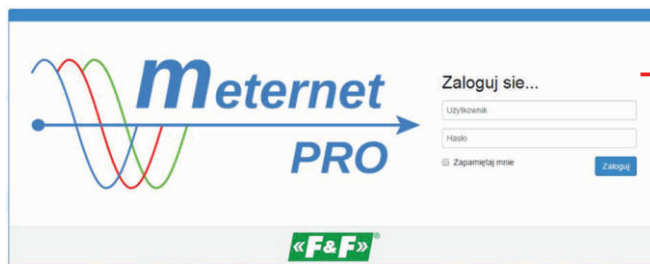 meternet
PRO
Zaloguj sie...
Użytkownik
Hasło
Zapamiętaj mnie
Zaloguj
«F&F»®